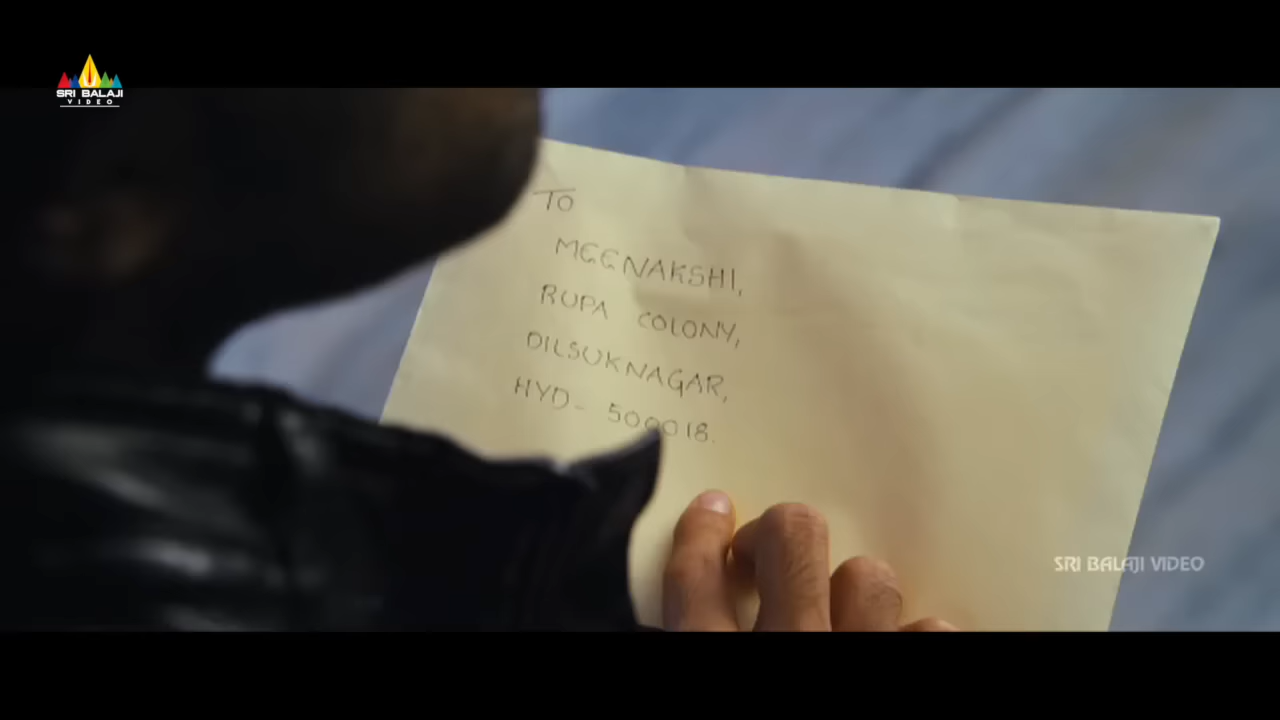 SRI BALAJI
VIDEO
TO
MEENAKSHI,
RUPA COLONY,
DILSUKNAGAR,
HYD- 500018.
SRI BALAJI VIDEO